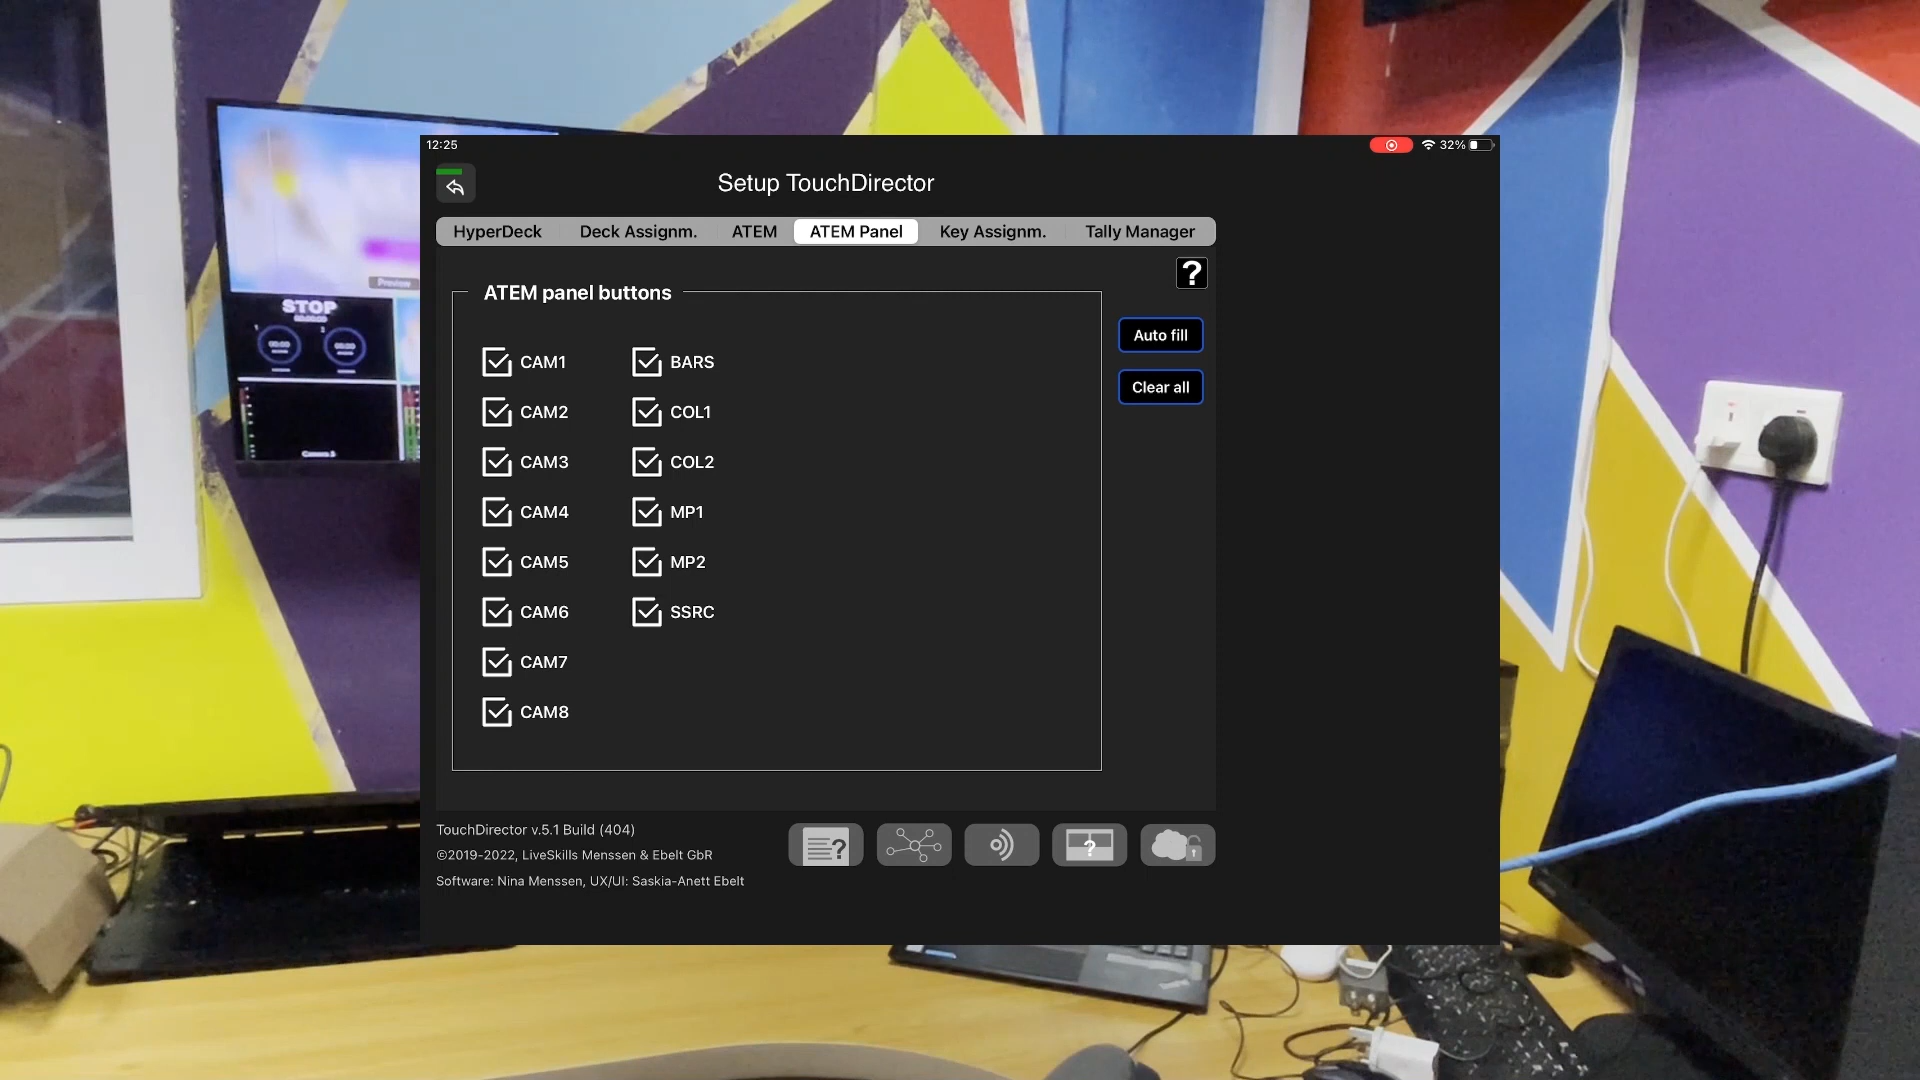 12:25
32%
Setup TouchDirector
HyperDeck Deck Assignm. ATEM ATEM Panel Key Assignm. Tally Manager
?
ATEM panel buttons
Auto fill
Clear all
CAM1 BARS
CAM2 COL1
CAM3 COL2
CAM4 MP1
CAM5 MP2
CAM6 SSRC
CAM7
CAM8
TouchDirector v.5.1 Build (404)
©2019-2022, LiveSkills Menssen & Ebelt GbR
Software: Nina Menssen, UX/UI: Saskia-Anett Ebelt
?
?
Preview
STOP